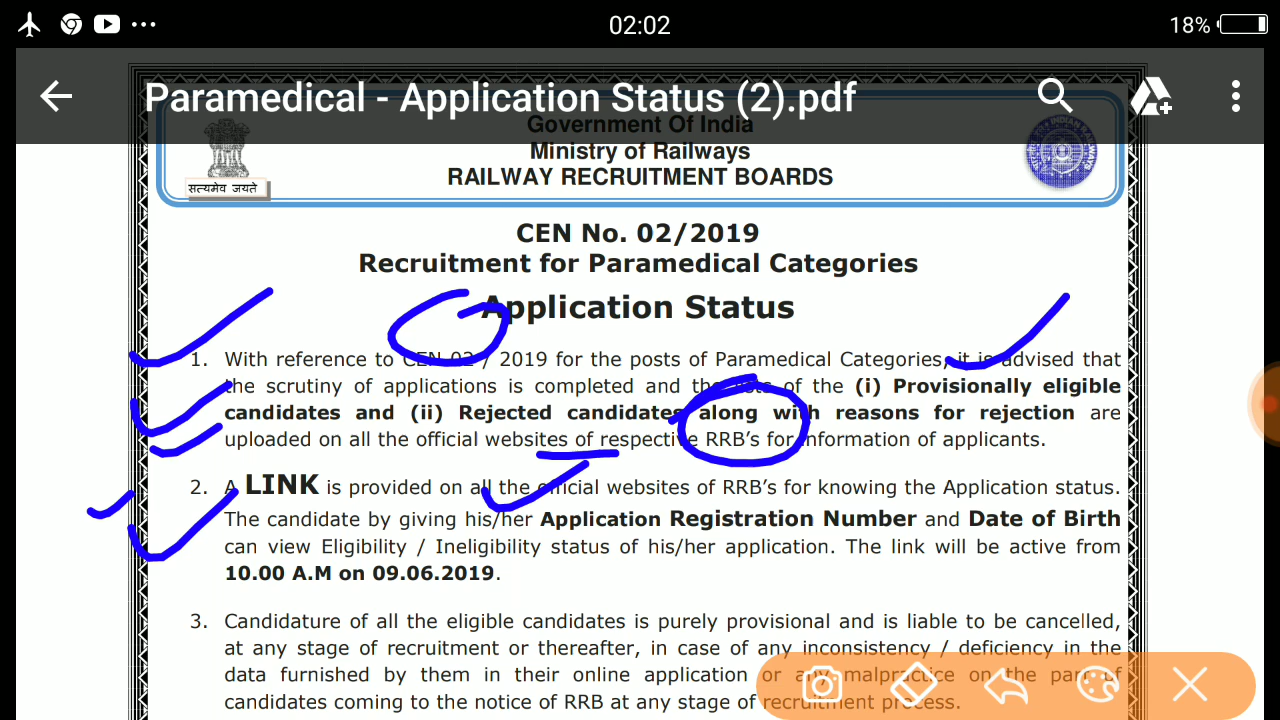 02:02
18%
Paramedical - Application Status (2).pdf
Government Of India
Ministry of Railways
RAILWAY RECRUITMENT BOARDS
सत्यमेव जयते
CEN No. 02/2019
Recruitment for Paramedical Categories
Application Status
1. With reference to CEN 02 / 2019 for the posts of Paramedical Categories, it is advised that
the scrutiny of applications is completed and the lists of the (i) Provisionally eligible
candidates and (ii) Rejected candidates along with reasons for rejection are
uploaded on all the official websites of respective RRB's for information of applicants.
2. A LINK is provided on all the official websites of RRB's for knowing the Application status.
The candidate by giving his/her Application Registration Number and Date of Birth
can view Eligibility / Ineligibility status of his/her application. The link will be active from
10.00 A.M on 09.06.2019.
3. Candidature of all the eligible candidates is purely provisional and is liable to be cancelled,
at any stage of recruitment or thereafter, in case of any inconsistency / deficiency in the
data furnished by them in their online application or any malpractice on the part of
candidates coming to the notice of RRB at any stage of recruitment process.